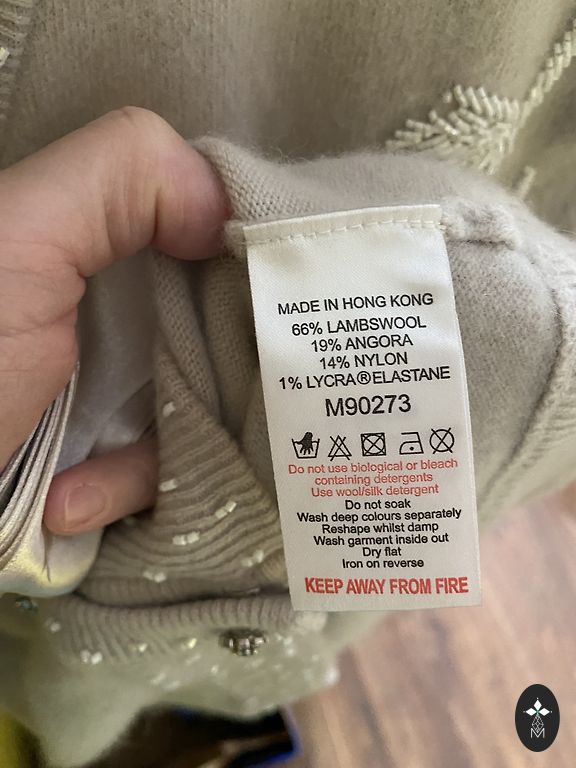 MADE IN HONG KONG
66% LAMBSWOOL
19% ANGORA
14% NYLON
1% LYCRA®ELASTANE
M90273
Do not use biological or bleach
containing detergents
Use wool/silk detergent
Do not soak
Wash deep colours separately
Reshape whilst damp
Wash garment inside out
Dry flat
Iron on reverse
KEEP AWAY FROM FIRE
M